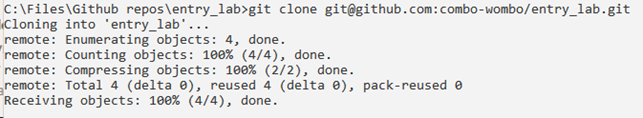 C:\Files\Github repos\entry_lab>git clone git@github.com:combo-wombo/entry_lab.git
Cloning into 'entry_lab'...
remote: Enumerating objects: 4, done.
remote: Counting objects: 100% (4/4), done.
remote: Compressing objects: 100% (2/2), done.
remote: Total 4 (delta 0), reused 4 (delta 0), pack-reused 0
Receiving objects: 100% (4/4), done.